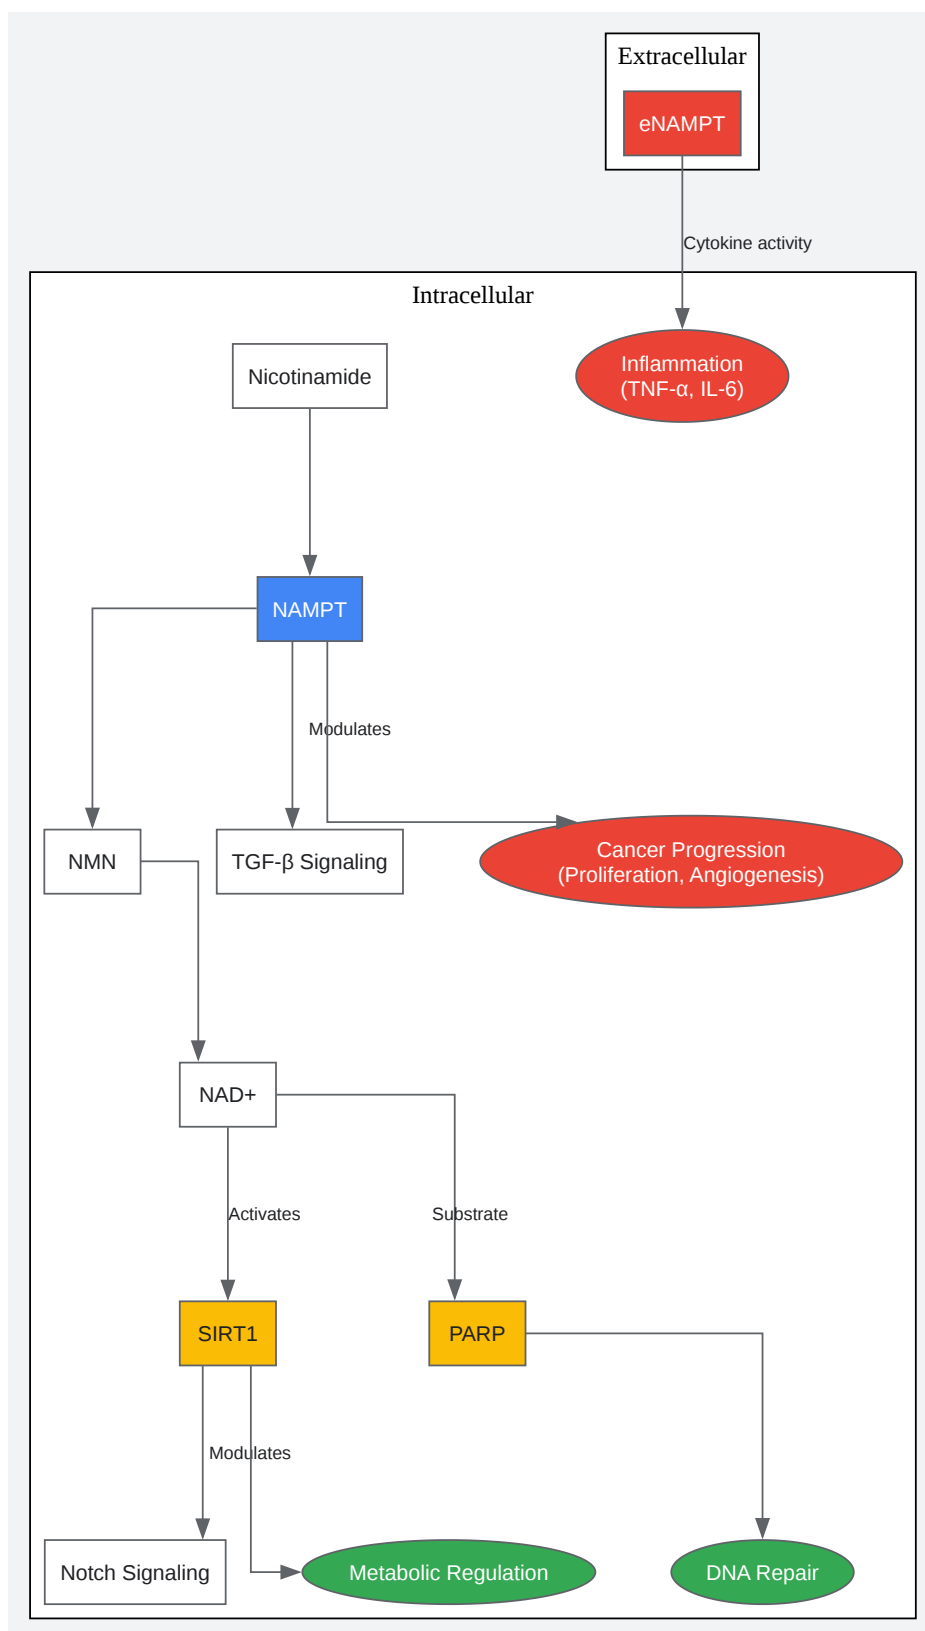 Extracellular
eNAMPT
Cytokine activity
Intracellular
Nicotinamide
Inflammation
(TNF-α, IL-6)
NAMPT
Modulates
NMN
TGF-β Signaling
Cancer Progression
(Proliferation, Angiogenesis)
NAD+
Activates
Substrate
SIRT1
PARP
Modulates
Notch Signaling
Metabolic Regulation
DNA Repair